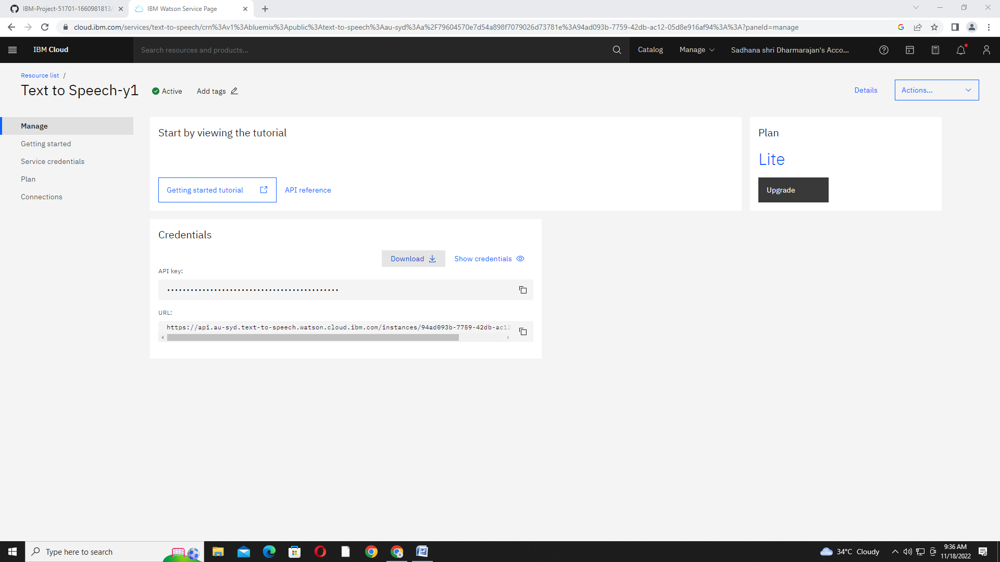 IBM-Project-51701-1660981813/
IBM Watson Service Page
cloud.ibm.com/services/text-to-speech/crn%3Av1%3Abluemix%3Apublic%3Atext-to-speech%3Aau-syd%3Aa%2F79604570e7d54a898f7079026d73781e%3A94ad093b-7759-42db-ac12-05d8e916af94%3A%3A?paneId=manage
IBM Cloud
Search resources and products...
Catalog
Manage
Sadhana shri Dharmarajan's Acco...
Resource list /
Text to Speech-y1
Active
Add tags
Details
Actions...
Manage
Getting started
Service credentials
Plan
Connections
Start by viewing the tutorial
Getting started tutorial
API reference
Plan
Lite
Upgrade
Credentials
Download
Show credentials
API key:
••••••••••••••••••••••••••••••••••••••••••••
URL:
https://api.au-syd.text-to-speech.watson.cloud.ibm.com/instances/94ad093b-7759-42db-ac12
Type here to search
34°C Cloudy
9:36 AM
11/18/2022